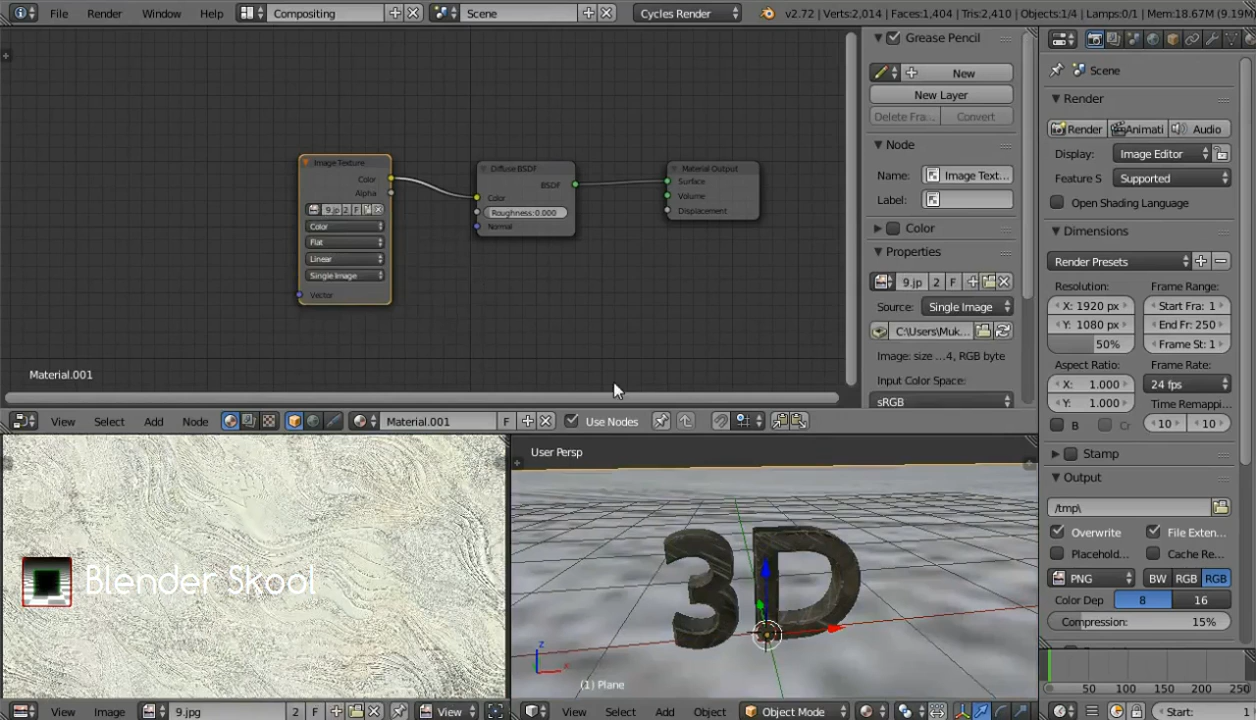 File Render Window Help Compositing Scene Cycles Render v2.72 | Verts:2,014 | Faces:1,404 | Tris:2,410 | Objects:1/4 | Lamps:0/1 | Mem:18.67M (9.19M
Image Texture
Color
Alpha
9.jp 2 F
Color
Flat
Linear
Single Image
Vector
Diffuse BSDF
BSDF
Color
Roughness:0.000
Normal
Material Output
Surface
Volume
Displacement
Material.001
Grease Pencil
New
New Layer
Delete Fra... Convert
Node
Name: Image Text...
Label:
Color
Properties
9.jp 2 F
Source: Single Image
C:\Users\Muk...
Image: size ...4, RGB byte
Input Color Space:
sRGB
Scene
Render
Render Animati Audio
Display: Image Editor
Feature S Supported
Open Shading Language
Dimensions
Render Presets
Resolution: Frame Range:
X: 1920 px Start Fra: 1
Y: 1080 px End Fr: 250
50% Frame St: 1
Aspect Ratio: Frame Rate:
X: 1.000 24 fps
Y: 1.000 Time Remappi...
B Cr 10 10
Stamp
Output
/tmp\
Overwrite File Exten...
Placehold... Cache Re...
PNG BW RGB RGB
Color Dep 8 16
Compression: 15%
50 100 150 200 250
Start: 1
View Select Add Node Material.001 F Use Nodes
Blender Skool
User Persp
3D
z
x
(1) Plane
View Image 9.jpg 2 F View
View Select Add Object Object Mode